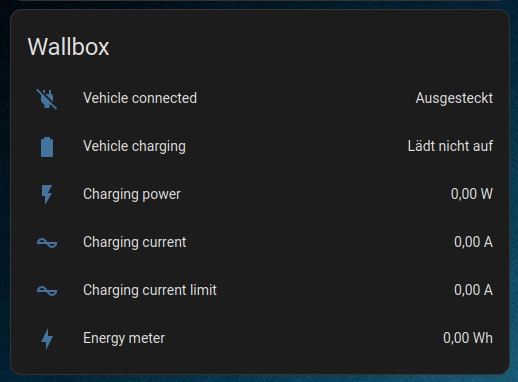 Wallbox
Vehicle connected Ausgesteckt
Vehicle charging Lädt nicht auf
Charging power 0,00 W
Charging current 0,00 A
Charging current limit 0,00 A
Energy meter 0,00 Wh